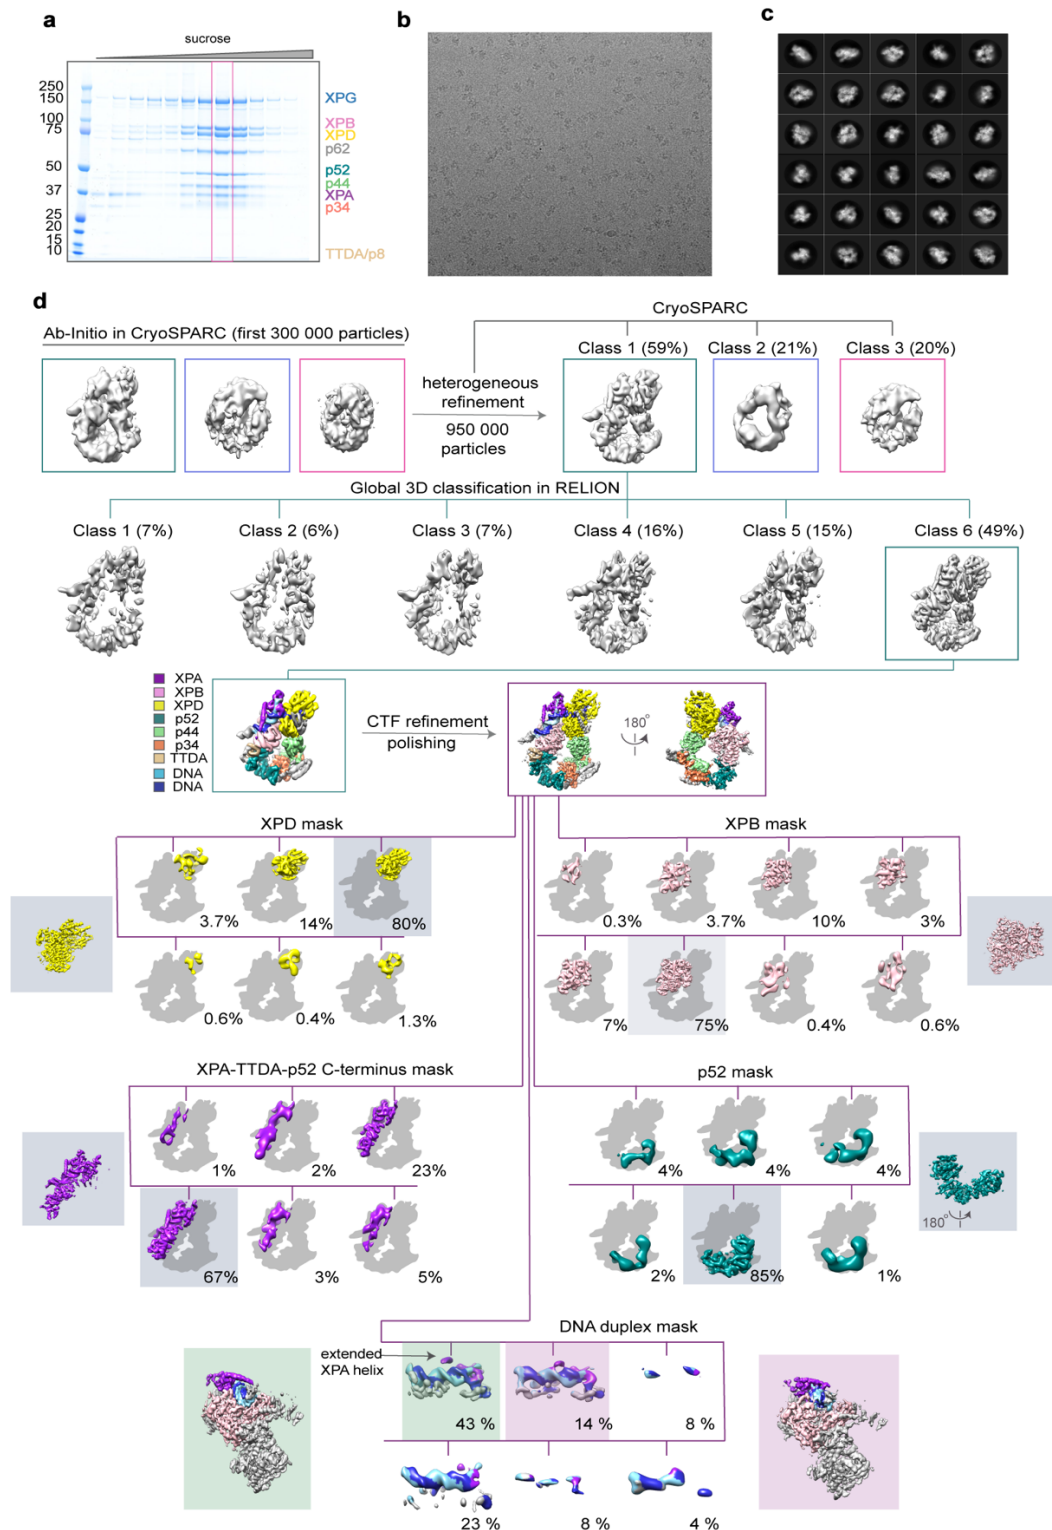 a
sucrose
250
150
100
75
50
37
25
20
15
10
XPG
XPB
XPD
p62
p52
p44
XPA
p34
TTDA/p8
b
c
d
Ab-Initio in CryoSPARC (first 300 000 particles)
CryoSPARC
heterogeneous
refinement
950 000
particles
Class 1 (59%)
Class 2 (21%)
Class 3 (20%)
Global 3D classification in RELION
Class 1 (7%)
Class 2 (6%)
Class 3 (7%)
Class 4 (16%)
Class 5 (15%)
Class 6 (49%)
XPA
XPB
XPD
p52
p44
p34
TTDA
DNA
DNA
CTF refinement
polishing
180°
XPD mask
3.7%
14%
80%
0.6%
0.4%
1.3%
XPB mask
0.3%
3.7%
10%
3%
7%
75%
0.4%
0.6%
XPA-TTDA-p52 C-terminus mask
1%
2%
23%
67%
3%
5%
p52 mask
4%
4%
4%
2%
85%
1%
180°
DNA duplex mask
extended
XPA helix
43 %
14 %
8 %
23 %
8 %
4 %